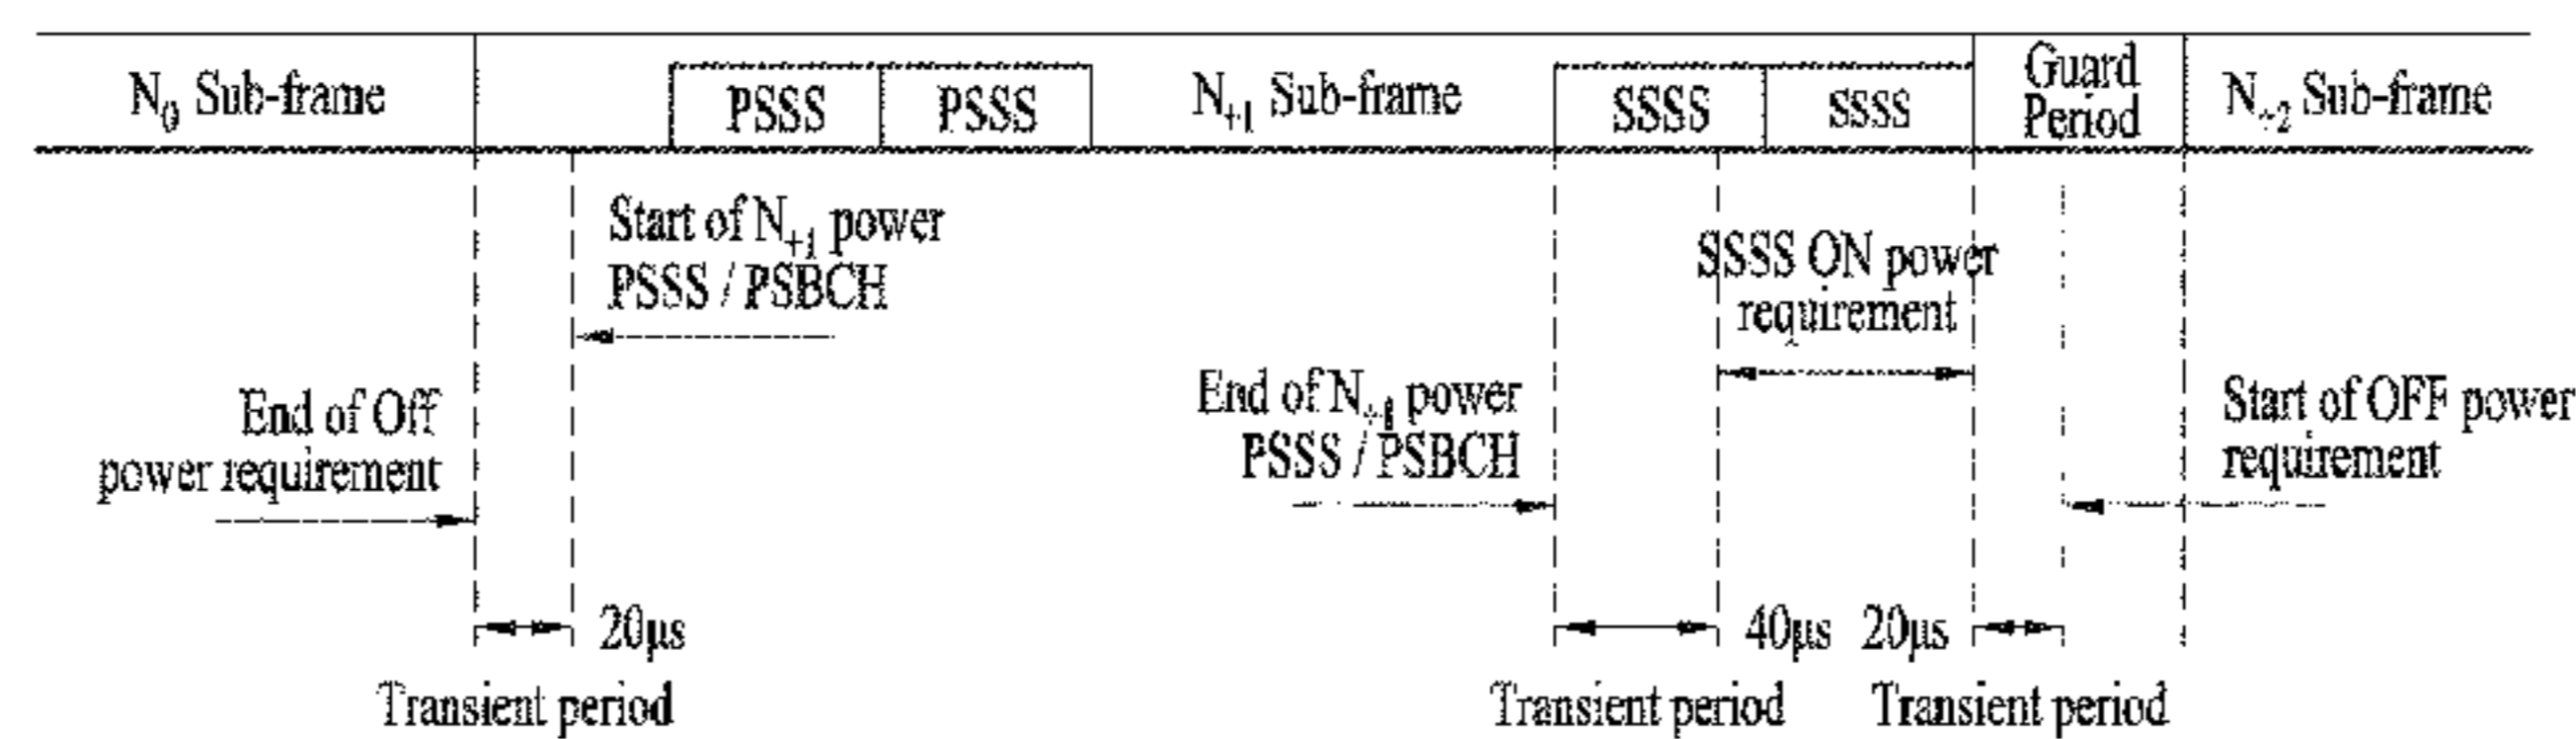 N0 Sub-frame
PSSS
PSSS
N+1 Sub-frame
SSSS
SSSS
Guard
Period
N+2 Sub-frame
Start of N+1 power
PSSS / PSBCH
SSSS ON power
requirement
End of Off
power requirement
End of N+1 power
PSSS / PSBCH
Start of OFF power
requirement
20μs
40μs
20μs
Transient period
Transient period
Transient period